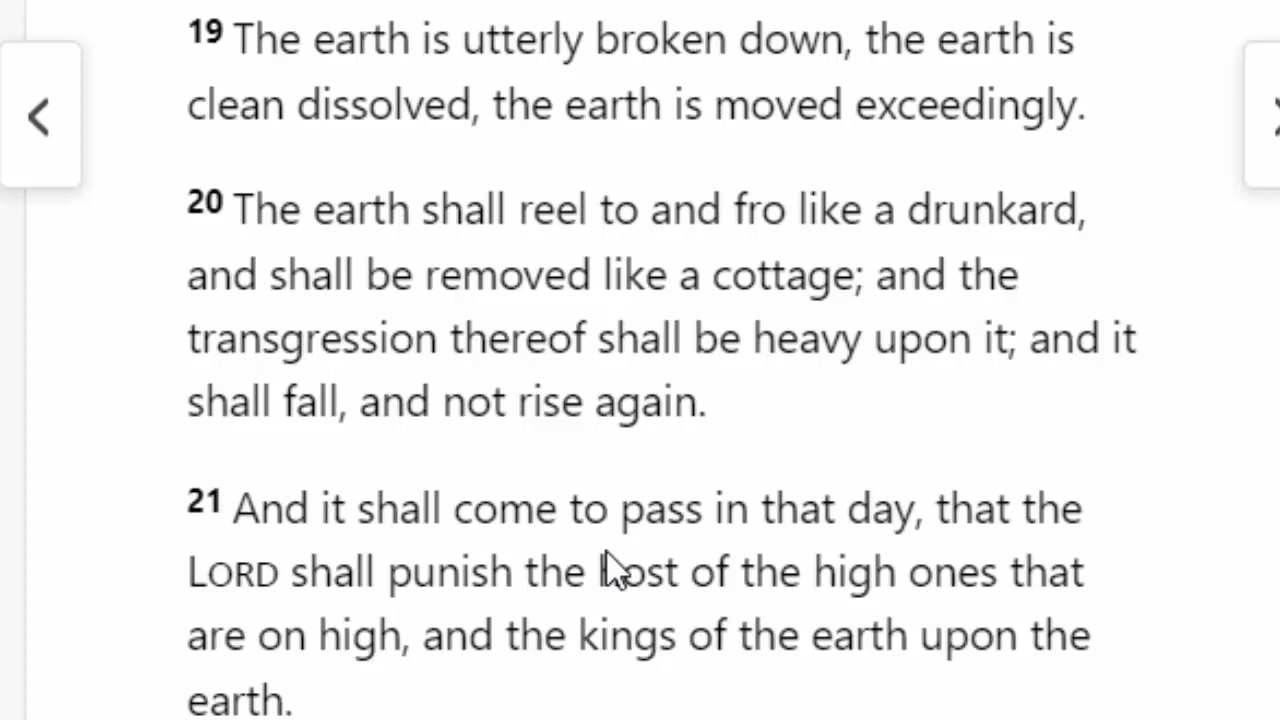 19 The earth is utterly broken down, the earth is
clean dissolved, the earth is moved exceedingly.
20 The earth shall reel to and fro like a drunkard,
and shall be removed like a cottage; and the
transgression thereof shall be heavy upon it; and it
shall fall, and not rise again.
21 And it shall come to pass in that day, that the
LORD shall punish the host of the high ones that
are on high, and the kings of the earth upon the
earth.